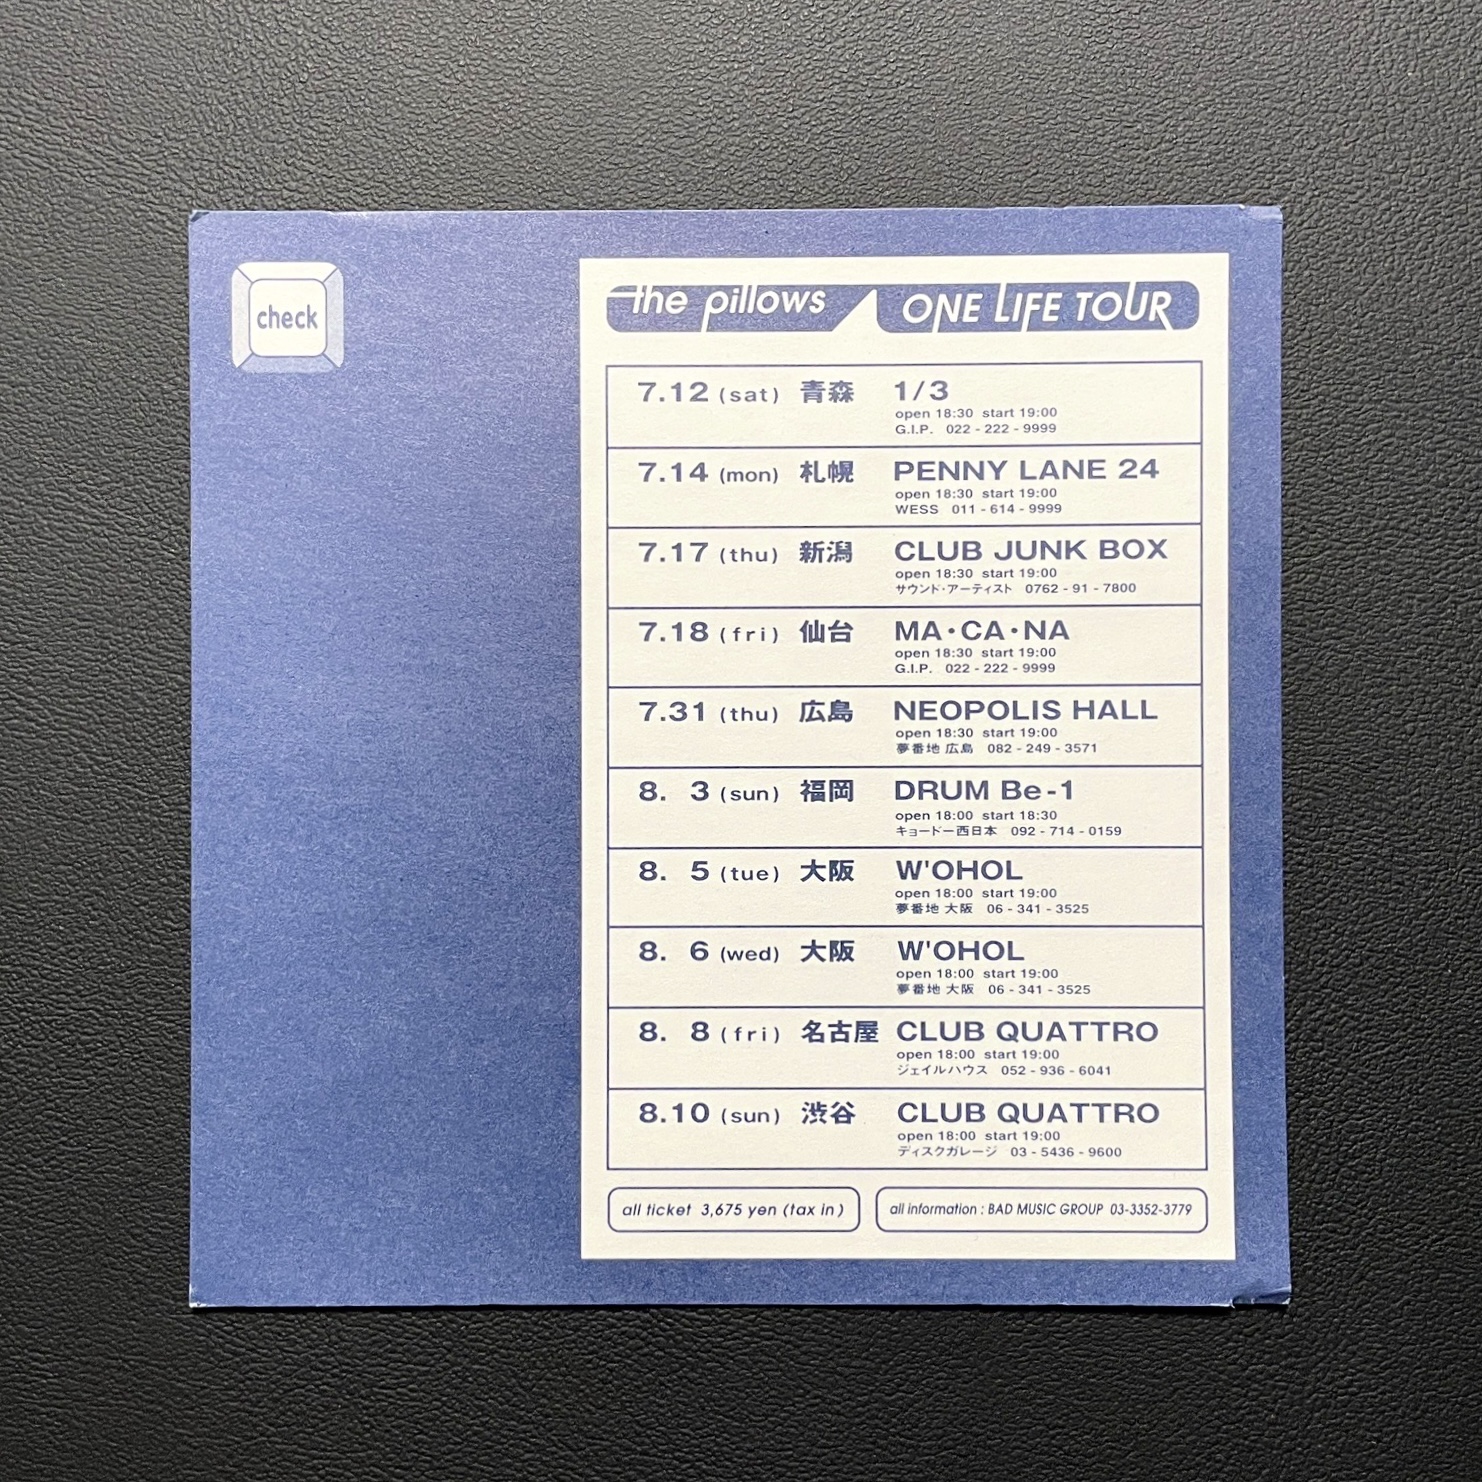 check
the pillows ONE LIFE TOUR
7.12 (sat) 青森 1/3
open 18:30 start 19:00
G.I.P. 022 - 222 - 9999
7.14 (mon) 札幌 PENNY LANE 24
open 18:30 start 19:00
WESS 011 - 614 - 9999
7.17 (thu) 新潟 CLUB JUNK BOX
open 18:30 start 19:00
サウンド・アーティスト 0762 - 91 - 7800
7.18 (fri) 仙台 MA・CA・NA
open 18:30 start 19:00
G.I.P. 022 - 222 - 9999
7.31 (thu) 広島 NEOPOLIS HALL
open 18:30 start 19:00
夢番地 広島 082 - 249 - 3571
8. 3 (sun) 福岡 DRUM Be-1
open 18:00 start 18:30
キョードー西日本 092 - 714 - 0159
8. 5 (tue) 大阪 W'OHOL
open 18:00 start 19:00
夢番地 大阪 06 - 341 - 3525
8. 6 (wed) 大阪 W'OHOL
open 18:00 start 19:00
夢番地 大阪 06 - 341 - 3525
8. 8 (fri) 名古屋 CLUB QUATTRO
open 18:00 start 19:00
ジェイルハウス 052 - 936 - 6041
8.10 (sun) 渋谷 CLUB QUATTRO
open 18:00 start 19:00
ディスクガレージ 03 - 5436 - 9600
all ticket 3,675 yen (tax in)
all information : BAD MUSIC GROUP 03-3352-3779